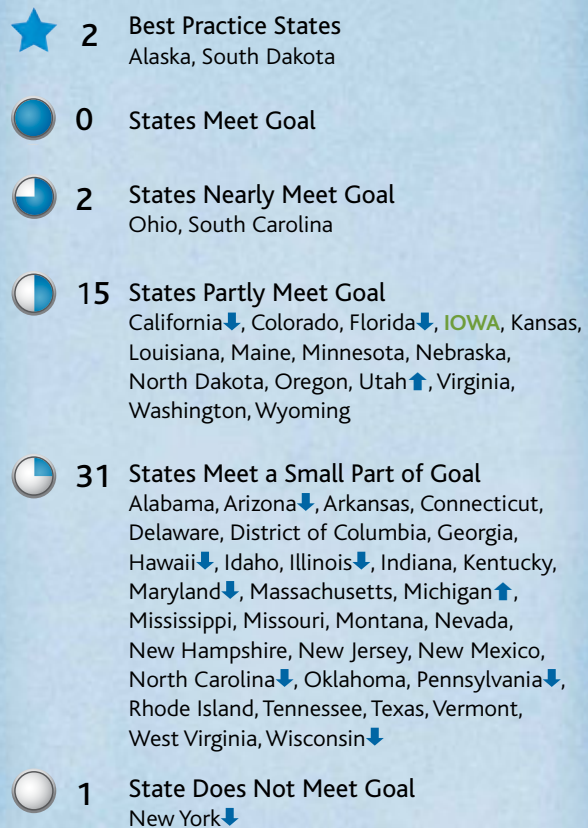 2 Best Practice States
Alaska, South Dakota
0 States Meet Goal
2 States Nearly Meet Goal
Ohio, South Carolina
15 States Partly Meet Goal
California⬇, Colorado, Florida⬇, IOWA, Kansas,
Louisiana, Maine, Minnesota, Nebraska,
North Dakota, Oregon, Utah⬆, Virginia,
Washington, Wyoming
31 States Meet a Small Part of Goal
Alabama, Arizona⬇, Arkansas, Connecticut,
Delaware, District of Columbia, Georgia,
Hawaii⬇, Idaho, Illinois⬇, Indiana, Kentucky,
Maryland⬇, Massachusetts, Michigan⬆,
Mississippi, Missouri, Montana, Nevada,
New Hampshire, New Jersey, New Mexico,
North Carolina⬇, Oklahoma, Pennsylvania⬇,
Rhode Island, Tennessee, Texas, Vermont,
West Virginia, Wisconsin⬇
1 State Does Not Meet Goal
New York⬇